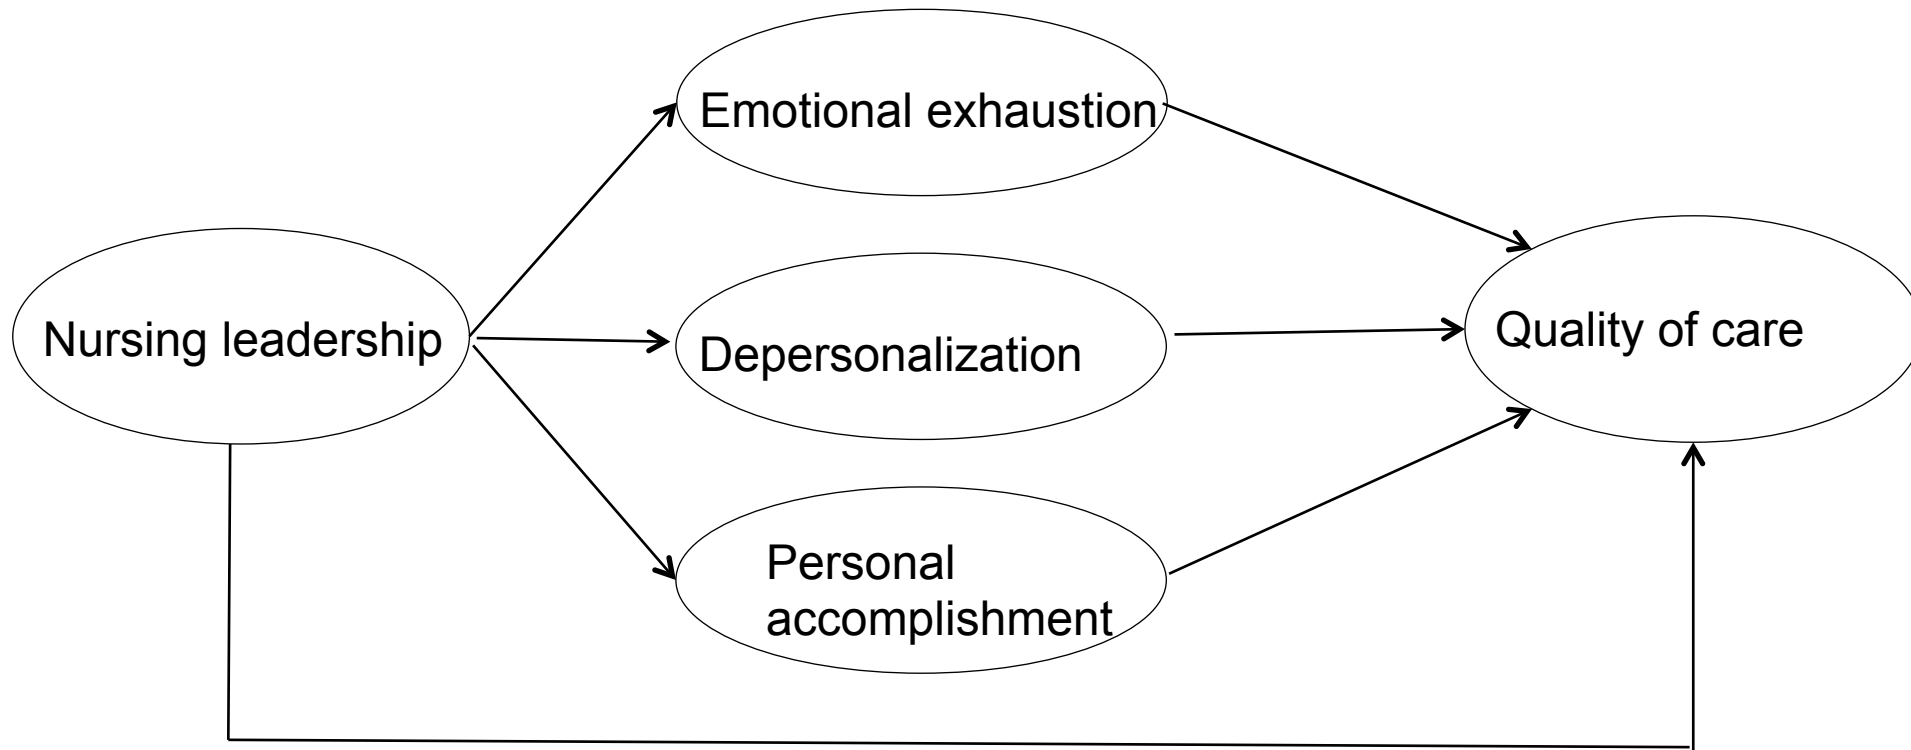 Emotional exhaustion
Nursing leadership
Depersonalization
Quality of care
Personal
accomplishment